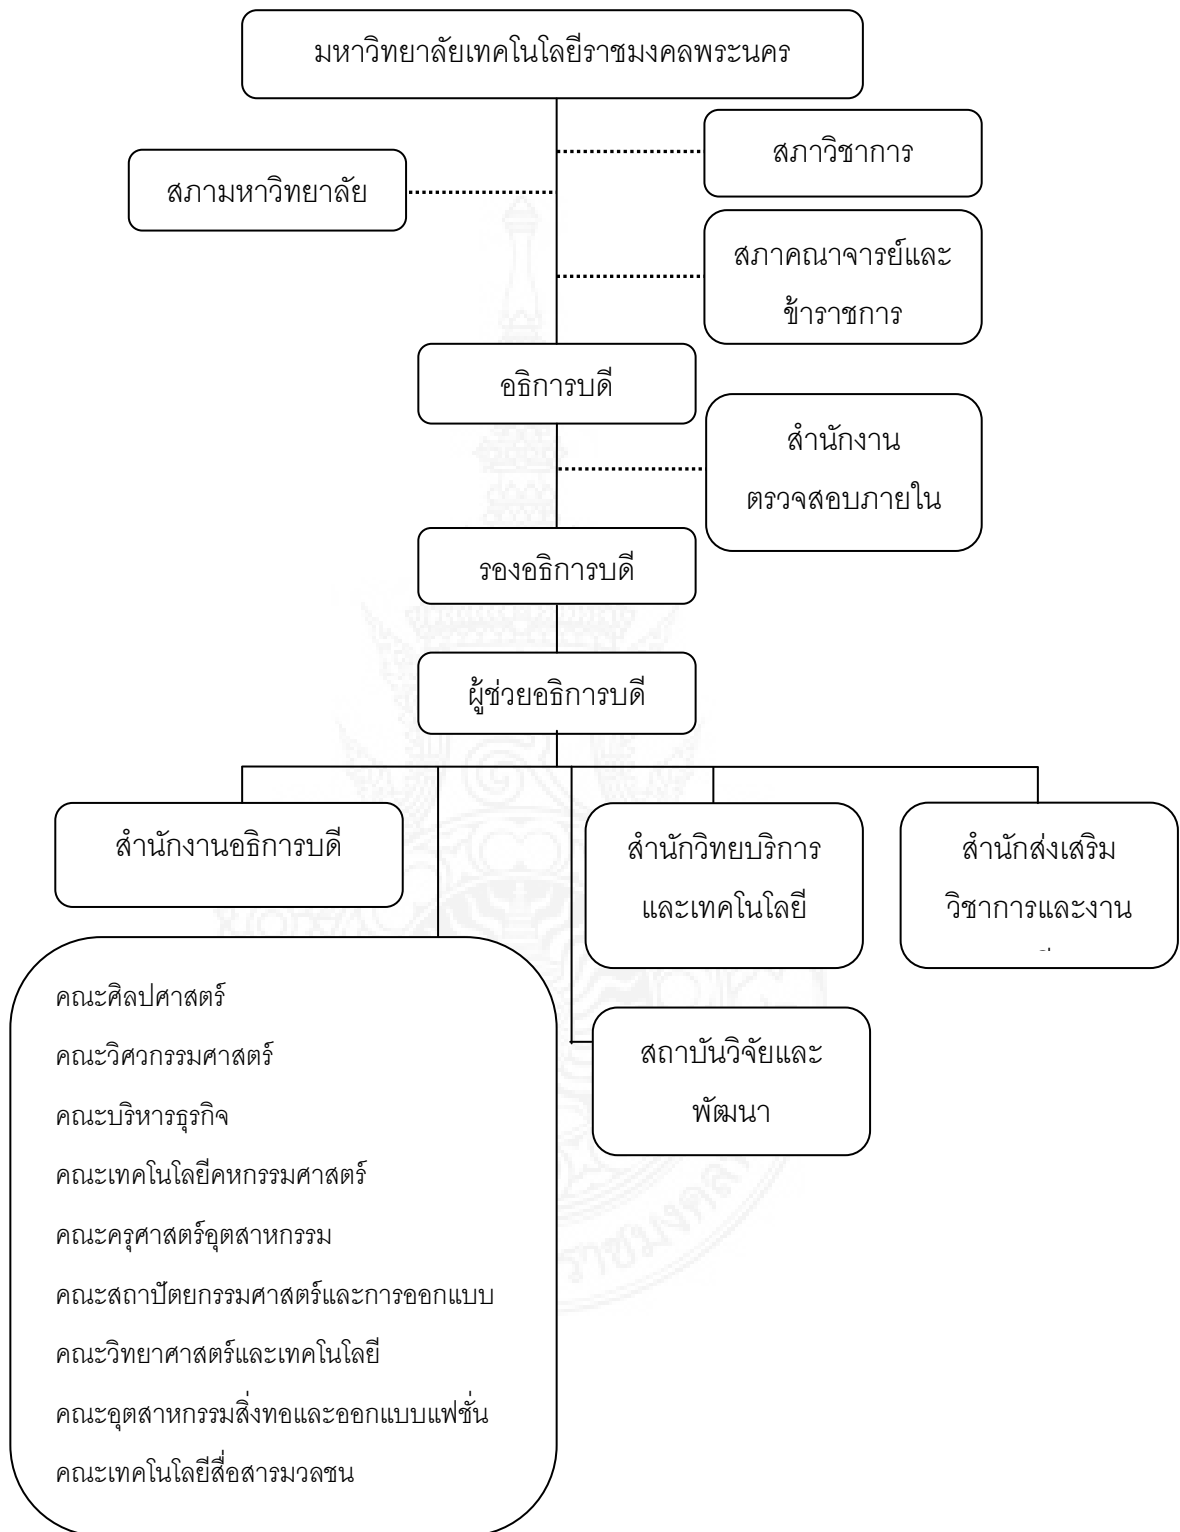 มหาวิทยาลัยเทคโนโลยีราชมงคลพระนคร
สภาวิชาการ
สภามหาวิทยาลัย
สภาคณาจารย์และ
ข้าราชการ
อธิการบดี
สำนักงาน
ตรวจสอบภายใน
รองอธิการบดี
ผู้ช่วยอธิการบดี
สำนักงานอธิการบดี
สำนักวิทยบริการ
และเทคโนโลยี
สำนักส่งเสริม
วิชาการและงาน
คณะศิลปศาสตร์
คณะวิศวกรรมศาสตร์
คณะบริหารธุรกิจ
คณะเทคโนโลยีคหกรรมศาสตร์
คณะครุศาสตร์อุตสาหกรรม
คณะสถาปัตยกรรมศาสตร์และการออกแบบ
คณะวิทยาศาสตร์และเทคโนโลยี
คณะอุตสาหกรรมสิ่งทอและออกแบบแฟชั่น
คณะเทคโนโลยีสื่อสารมวลชน
สถาบันวิจัยและ
พัฒนา
ราชมงคล